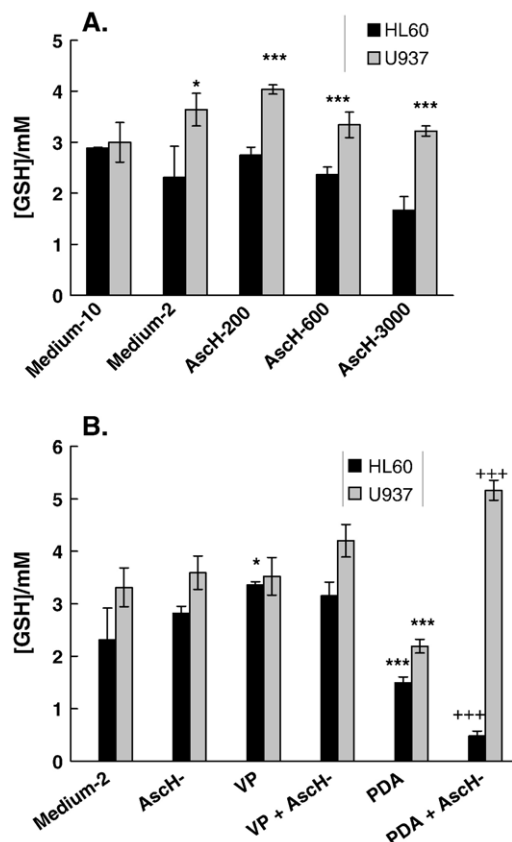 A.
HL60
U937
[GSH]/mM
5
4
3
2
1
0
*
***
***
***
Medium-10
Medium-2
AscH-200
AscH-600
AscH-3000
B.
HL60
U937
[GSH]/mM
6
5
4
3
2
1
0
*
***
***
+++
+++
Medium-2
AscH-
VP
VP + AscH-
PDA
PDA + AscH-